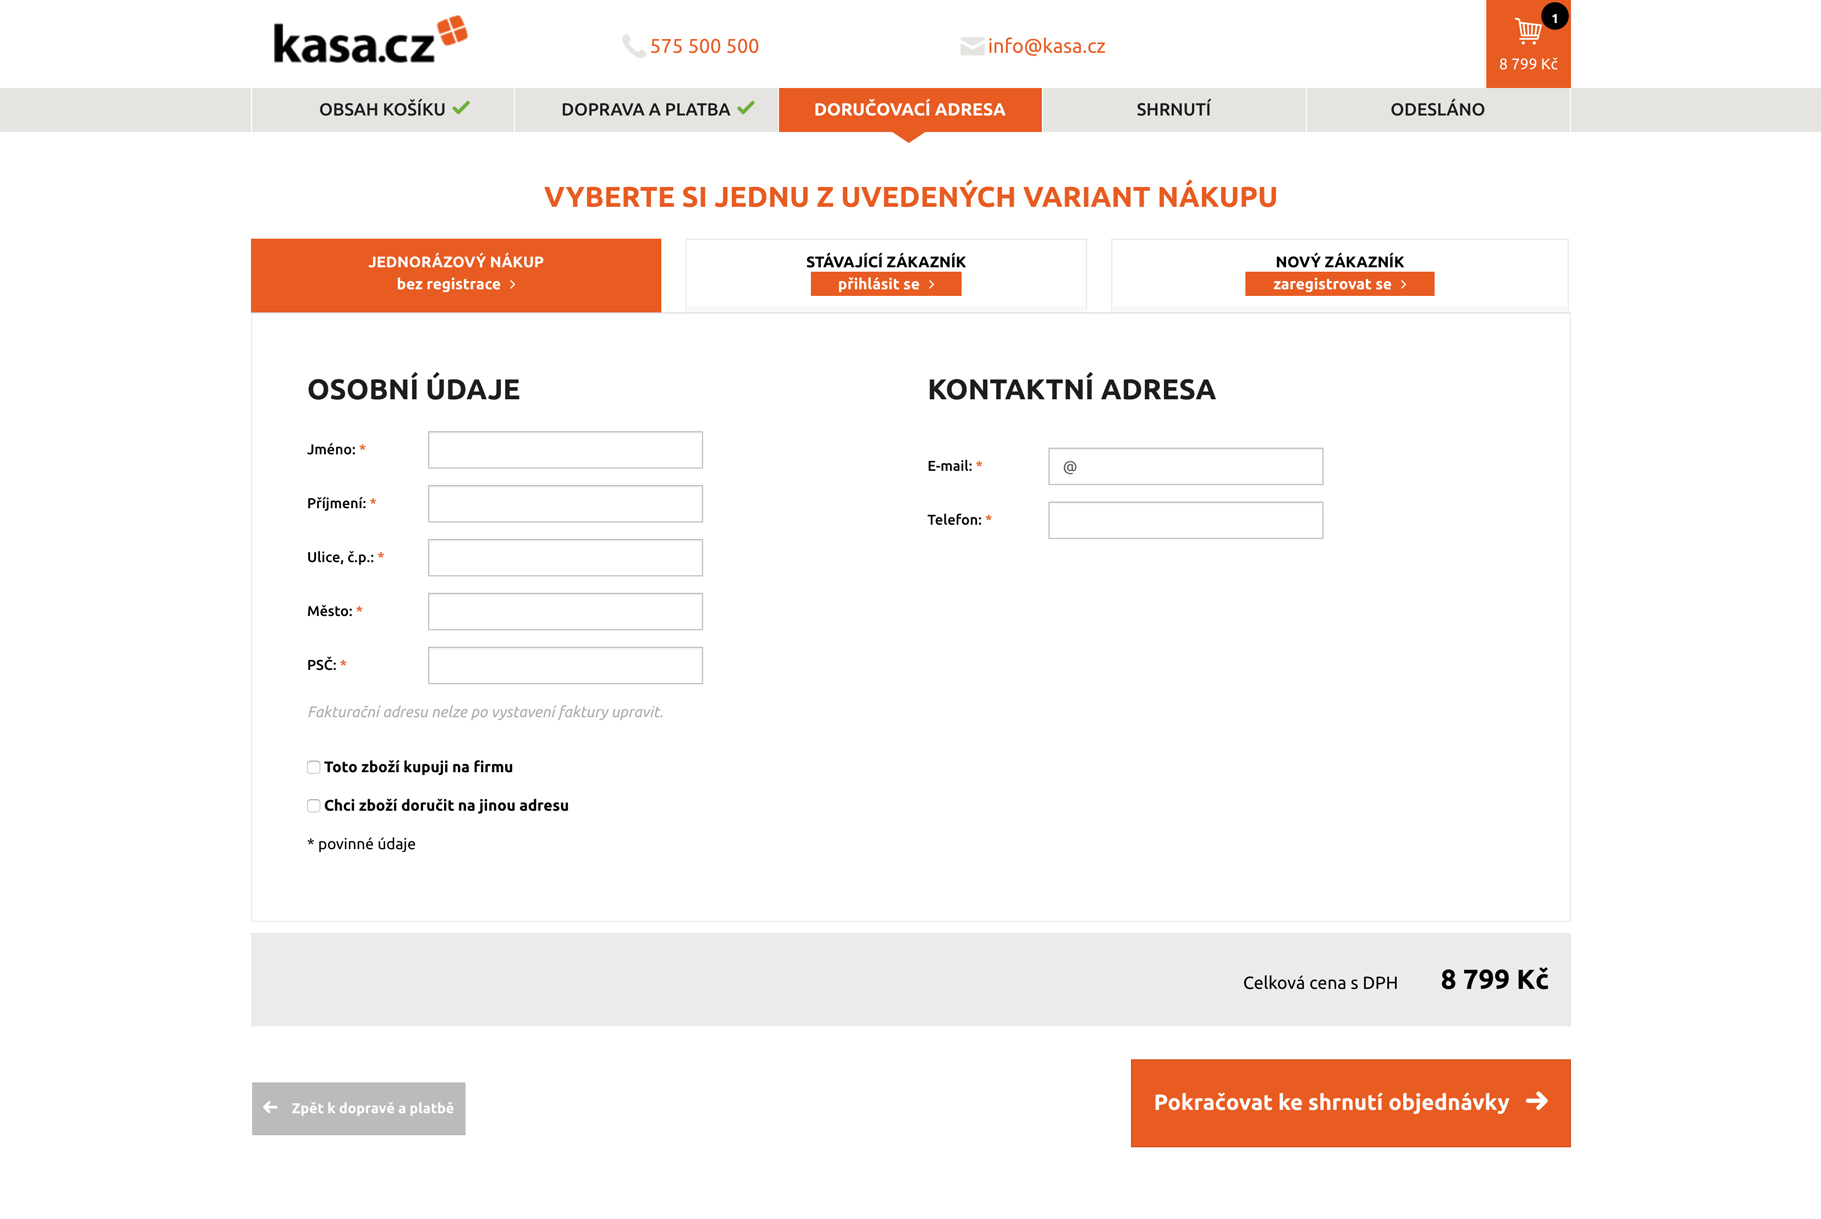 kasa.cz
575 500 500
info@kasa.cz
1
8 799 Kč
OBSAH KOŠÍKU
DOPRAVA A PLATBA
DORUČOVACÍ ADRESA
SHRNUTÍ
ODESLÁNO
VYBERTE SI JEDNU Z UVEDENÝCH VARIANT NÁKUPU
JEDNORÁZOVÝ NÁKUP
bez registrace
STÁVAJÍCÍ ZÁKAZNÍK
přihlásit se
NOVÝ ZÁKAZNÍK
zaregistrovat se
OSOBNÍ ÚDAJE
Jméno: *
Příjmení: *
Ulice, č.p.: *
Město: *
PSČ: *
Fakturační adresu nelze po vystavení faktury upravit.
Toto zboží kupuji na firmu
Chci zboží doručit na jinou adresu
* povinné údaje
KONTAKTNÍ ADRESA
E-mail: *
@
Telefon: *
Celková cena s DPH
8 799 Kč
Zpět k dopravě a platbě
Pokračovat ke shrnutí objednávky